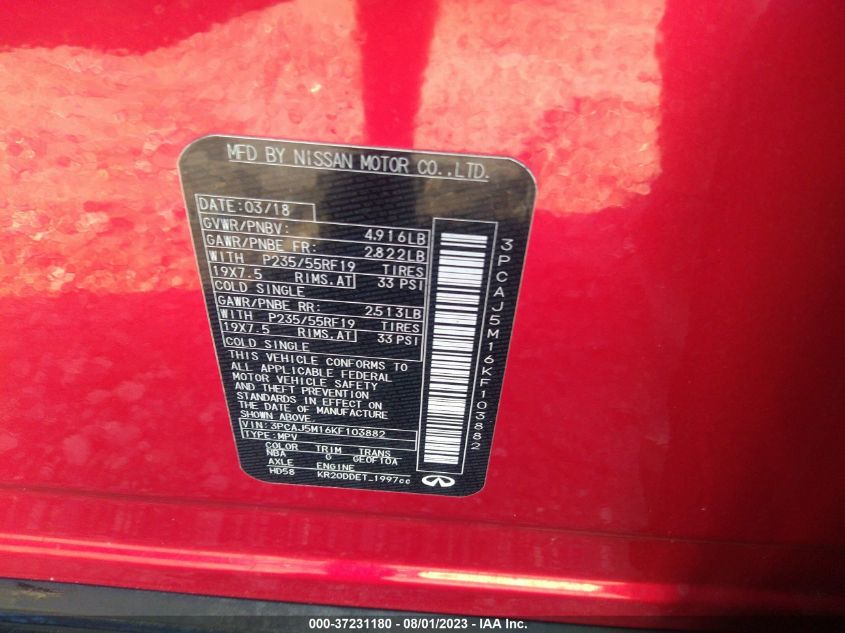 MFD BY NISSAN MOTOR CO.,LTD.
DATE:03/18
GVWR/PNBV: 4.916LB
GAWR/PNBE FR: 2.822LB
WITH P235/55RF19 TIRES
19X7.5 RIMS.AT 33 PSI
COLD SINGLE
GAWR/PNBE RR: 2.513LB
WITH P235/55RF19 TIRES
19X7.5 RIMS.AT 33 PSI
COLD SINGLE
THIS VEHICLE CONFORMS TO
ALL APPLICABLE FEDERAL
MOTOR VEHICLE SAFETY
AND THEFT PREVENTION
STANDARDS IN EFFECT ON
THE DATE OF MANUFACTURE
SHOWN ABOVE.
VIN: 3PCAJ5M16KF103882
TYPE:MPV
COLOR TRIM TRANS
NBA G GE0F10A
AXLE ENGINE
HD58 KR20DDET_1997cc
3PCAJ5M16KF103882
INFINITI
000-37231180 - 08/01/2023 - IAA Inc.